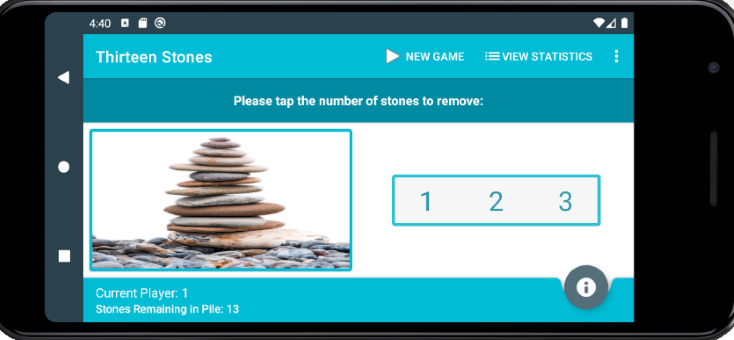 4:40
Thirteen Stones
NEW GAME
VIEW STATISTICS
Please tap the number of stones to remove:
1 2 3
Current Player: 1
Stones Remaining in Pile: 13